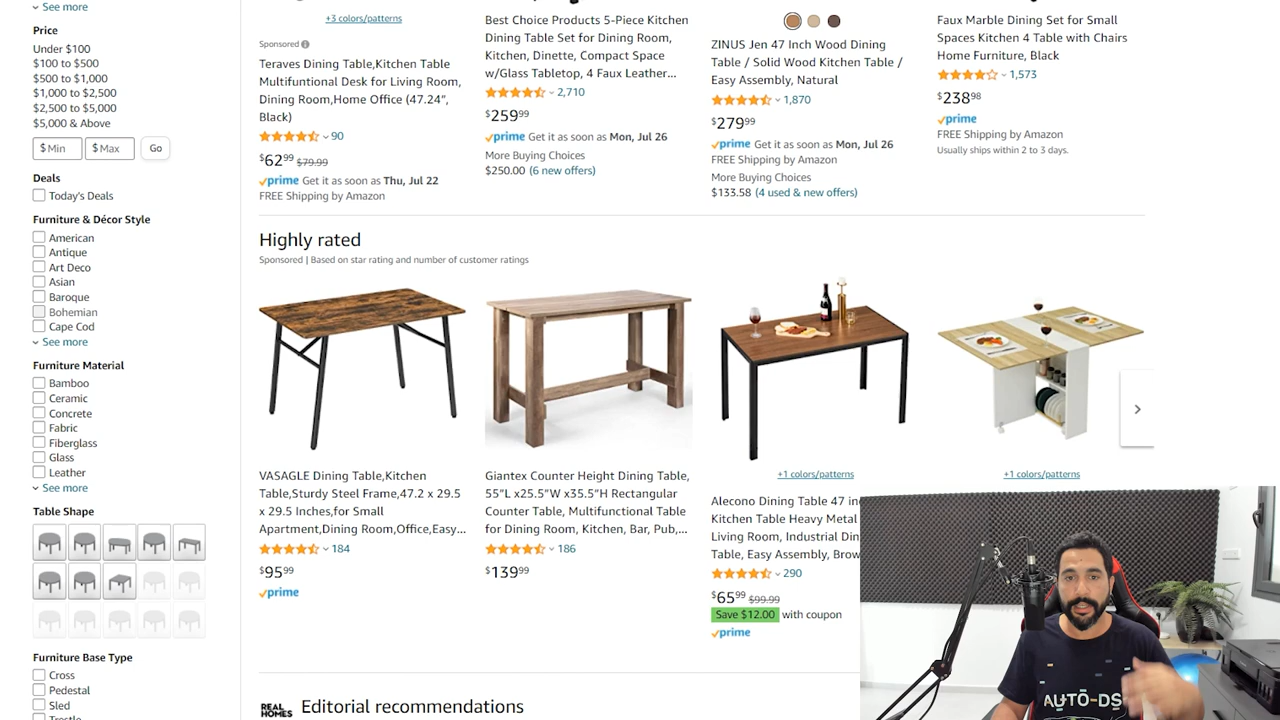 See more
Price
Under $100
$100 to $500
$500 to $1,000
$1,000 to $2,500
$2,500 to $5,000
$5,000 & Above
$ Min $ Max Go
Deals
Today's Deals
Furniture & Décor Style
American
Antique
Art Deco
Asian
Baroque
Bohemian
Cape Cod
See more
Furniture Material
Bamboo
Ceramic
Concrete
Fabric
Fiberglass
Glass
Leather
See more
Table Shape
Furniture Base Type
Cross
Pedestal
Sled
+3 colors/patterns
Sponsored
Teraves Dining Table,Kitchen
Table Multifuntional Desk for Living Room,
Dining Room,Home Office (47.24”,
Black)
90
$62.99 $79.99
prime Get it as soon as Thu, Jul 22
FREE Shipping by Amazon
Best Choice Products 5-Piece Kitchen
Dining Table Set for Dining Room,
Kitchen, Dinette, Compact Space
w/Glass Tabletop, 4 Faux Leather...
2,710
$259.99
prime Get it as soon as Mon, Jul 26
More Buying Choices
$250.00 (6 new offers)
ZINUS Jen 47 Inch Wood Dining
Table / Solid Wood Kitchen Table /
Easy Assembly, Natural
1,870
$279.99
prime Get it as soon as Mon, Jul 26
FREE Shipping by Amazon
More Buying Choices
$133.58 (4 used & new offers)
Faux Marble Dining Set for Small
Spaces Kitchen 4 Table with Chairs
Home Furniture, Black
1,573
$238.98
prime
FREE Shipping by Amazon
Usually ships within 2 to 3 days.
Highly rated
Sponsored | Based on star rating and number of customer ratings
VASAGLE Dining Table,Kitchen
Table,Sturdy Steel Frame,47.2 x 29.5
x 29.5 Inches,for Small
Apartment,Dining Room,Office,Easy...
184
$95.99
prime
Giantex Counter Height Dining Table,
55”L x25.5”W x35.5”H Rectangular
Counter Table, Multifunctional Table
for Dining Room, Kitchen, Bar, Pub,...
186
$139.99
+1 colors/patterns
Alecono Dining Table 47 in
Kitchen Table Heavy Metal
Living Room, Industrial Din
Table, Easy Assembly, Brow
290
$65.99 $99.99
Save $12.00 with coupon
prime
+1 colors/patterns
REAL HOMES Editorial recommendations
AUTŌ-DS